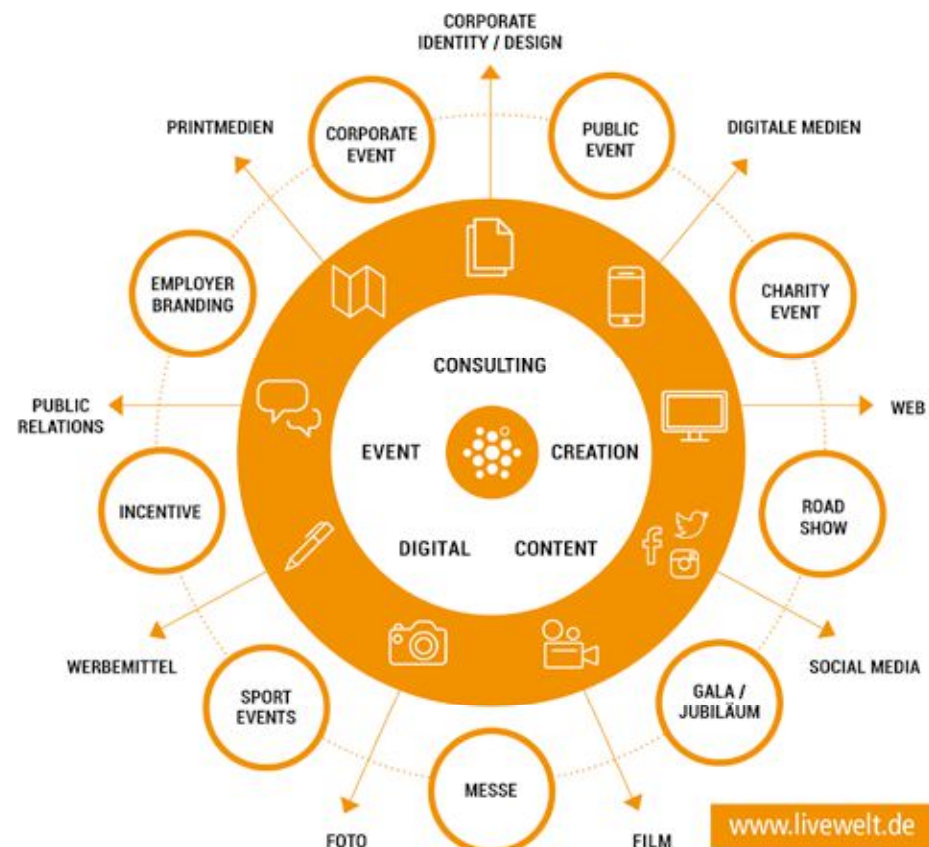 CORPORATE
IDENTITY / DESIGN
PRINTMEDIEN
CORPORATE
EVENT
PUBLIC
EVENT
DIGITALE MEDIEN
EMPLOYER
BRANDING
CHARITY
EVENT
CONSULTING
PUBLIC
RELATIONS
WEB
EVENT
CREATION
INCENTIVE
ROAD
SHOW
DIGITAL
CONTENT
WERBEMITTEL
SOCIAL MEDIA
SPORT
EVENTS
GALA /
JUBILÄUM
MESSE
FOTO
FILM
www.livewelt.de